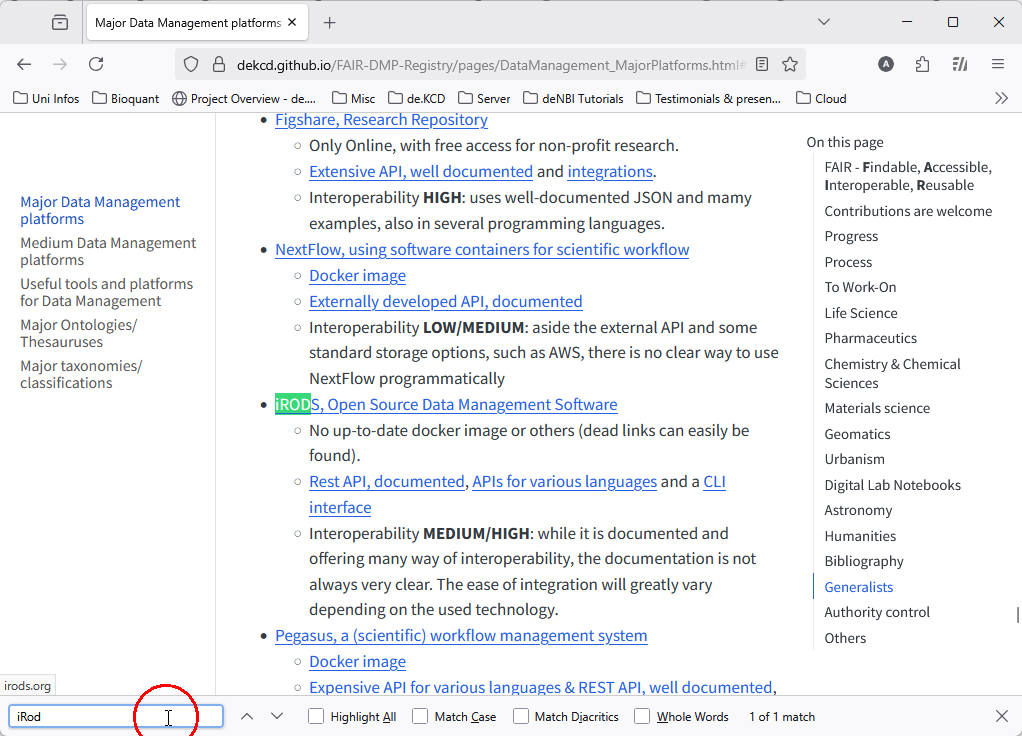 Major Data Management platforms
dekcd.github.io/FAIR-DMP-Registry/pages/DataManagement_MajorPlatforms.html#
A
Uni Infos
Bioquant
Project Overview - de....
Misc
de.KCD
Server
deNBI Tutorials
Testimonials & presen...
Cloud
Major Data Management
platforms
Medium Data Management
platforms
Useful tools and platforms
for Data Management
Major Ontologies/
Thesauruses
Major taxonomies/
classifications
Figshare, Research Repository
Only Online, with free access for non-profit research.
Extensive API, well documented and integrations.
Interoperability HIGH: uses well-documented JSON and mamy
examples, also in several programming languages.
NextFlow, using software containers for scientific workflow
Docker image
Externally developed API, documented
Interoperability LOW/MEDIUM: aside the external API and some
standard storage options, such as AWS, there is no clear way to use
NextFlow programmatically
iRODS, Open Source Data Management Software
No up-to-date docker image or others (dead links can easily be
found).
Rest API, documented, APIs for various languages and a CLI
interface
Interoperability MEDIUM/HIGH: while it is documented and
offering many way of interoperability, the documentation is not
always very clear. The ease of integration will greatly vary
depending on the used technology.
Pegasus, a (scientific) workflow management system
Docker image
Expensive API for various languages & REST API, well documented,
On this page
FAIR - Findable, Accessible,
Interoperable, Reusable
Contributions are welcome
Progress
Process
To Work-On
Life Science
Pharmaceutics
Chemistry & Chemical
Sciences
Materials science
Geomatics
Urbanism
Digital Lab Notebooks
Astronomy
Humanities
Bibliography
Generalists
Authority control
Others
irods.org
iRod
Highlight All
Match Case
Match Diacritics
Whole Words
1 of 1 match